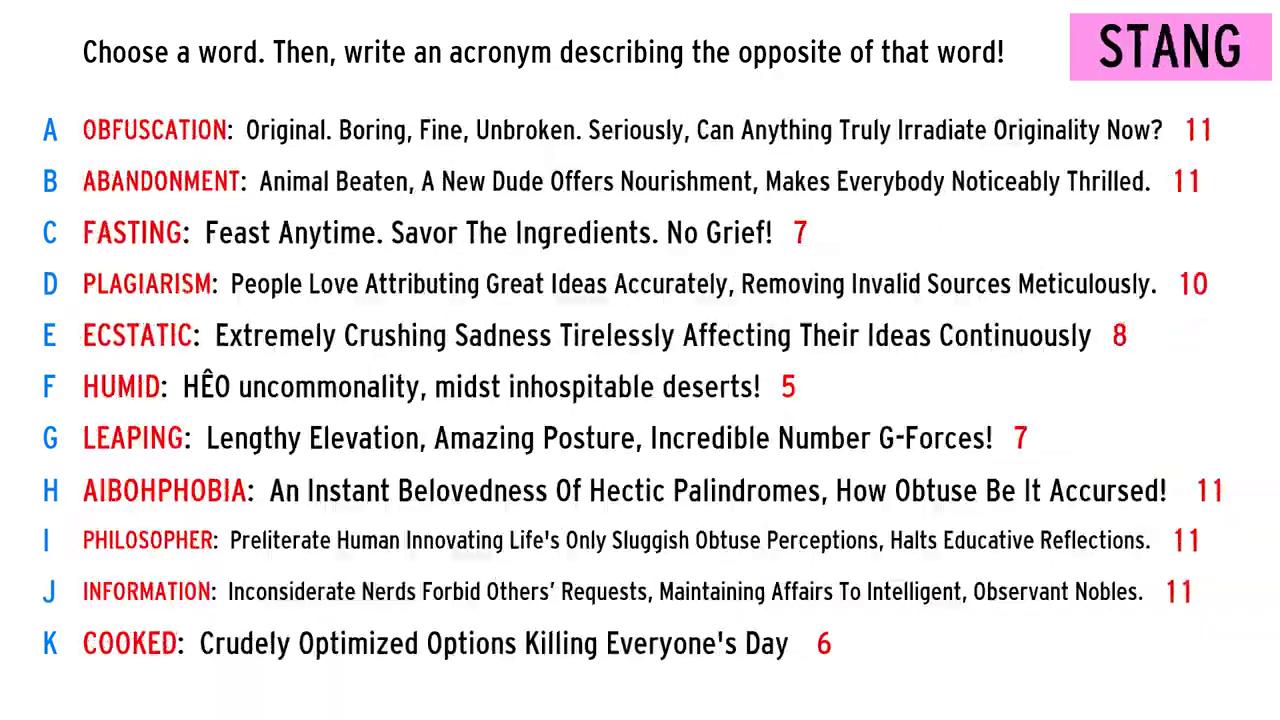 Choose a word. Then, write an acronym describing the opposite of that word!
STANG
A OBFUSCATION: Original. Boring, Fine, Unbroken. Seriously, Can Anything Truly Irradiate Originality Now? 11
B ABANDONMENT: Animal Beaten, A New Dude Offers Nourishment, Makes Everybody Noticeably Thrilled. 11
C FASTING: Feast Anytime. Savor The Ingredients. No Grief! 7
D PLAGIARISM: People Love Attributing Great Ideas Accurately, Removing Invalid Sources Meticulously. 10
E ECSTATIC: Extremely Crushing Sadness Tirelessly Affecting Their Ideas Continuously 8
F HUMID: HÊO uncommonality, midst inhospitable deserts! 5
G LEAPING: Lengthy Elevation, Amazing Posture, Incredible Number G-Forces! 7
H AIBOHPHOBIA: An Instant Belovedness Of Hectic Palindromes, How Obtuse Be It Accursed! 11
I PHILOSOPHER: Preliterate Human Innovating Life's Only Sluggish Obtuse Perceptions, Halts Educative Reflections. 11
J INFORMATION: Inconsiderate Nerds Forbid Others’ Requests, Maintaining Affairs To Intelligent, Observant Nobles. 11
K COOKED: Crudely Optimized Options Killing Everyone's Day 6